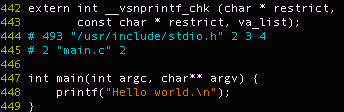 442 extern int __vsnprintf_chk (char * restrict,
443 const char * restrict, va_list);
444 # 493 "/usr/include/stdio.h" 2 3 4
445 # 2 "main.c" 2
446
447 int main(int argc, char** argv) {
448 printf("Hello world.\n");
449 }